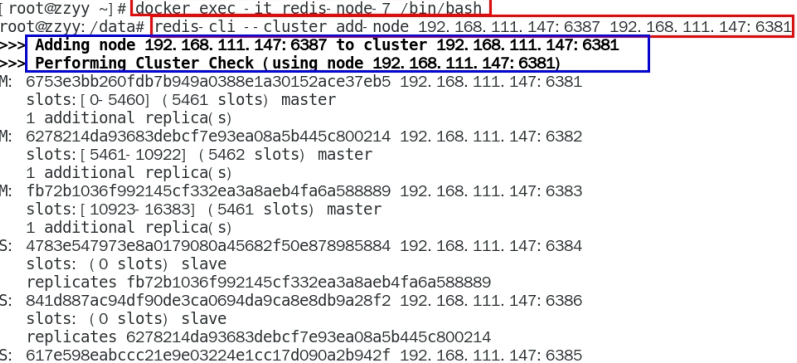 [root@zzyy ~]# docker exec -it redis-node-7 /bin/bash
root@zzyy:/data# redis-cli --cluster add-node 192.168.111.147:6387 192.168.111.147:6381
>>> Adding node 192.168.111.147:6387 to cluster 192.168.111.147:6381
>>> Performing Cluster Check (using node 192.168.111.147:6381)
M: 6753e3bb260fdb7b949a0388e1a30152ace37eb5 192.168.111.147:6381
slots:[0-5460] (5461 slots) master
1 additional replica(s)
M: 6278214da93683debcf7e93ea08a5b445c800214 192.168.111.147:6382
slots:[5461-10922] (5462 slots) master
1 additional replica(s)
M: fb72b1036f992145cf332ea3a8aeb4fa6a588889 192.168.111.147:6383
slots:[10923-16383] (5461 slots) master
1 additional replica(s)
S: 4783e547973e8a0179080a45682f50e878985884 192.168.111.147:6384
slots: (0 slots) slave
replicates fb72b1036f992145cf332ea3a8aeb4fa6a588889
S: 841d887ac94df90de3ca0694da9ca8e8db9a28f2 192.168.111.147:6386
slots: (0 slots) slave
replicates 6278214da93683debcf7e93ea08a5b445c800214
S: 617e598eabccc21e9e03224e1cc17d090a2b942f 192.168.111.147:6385